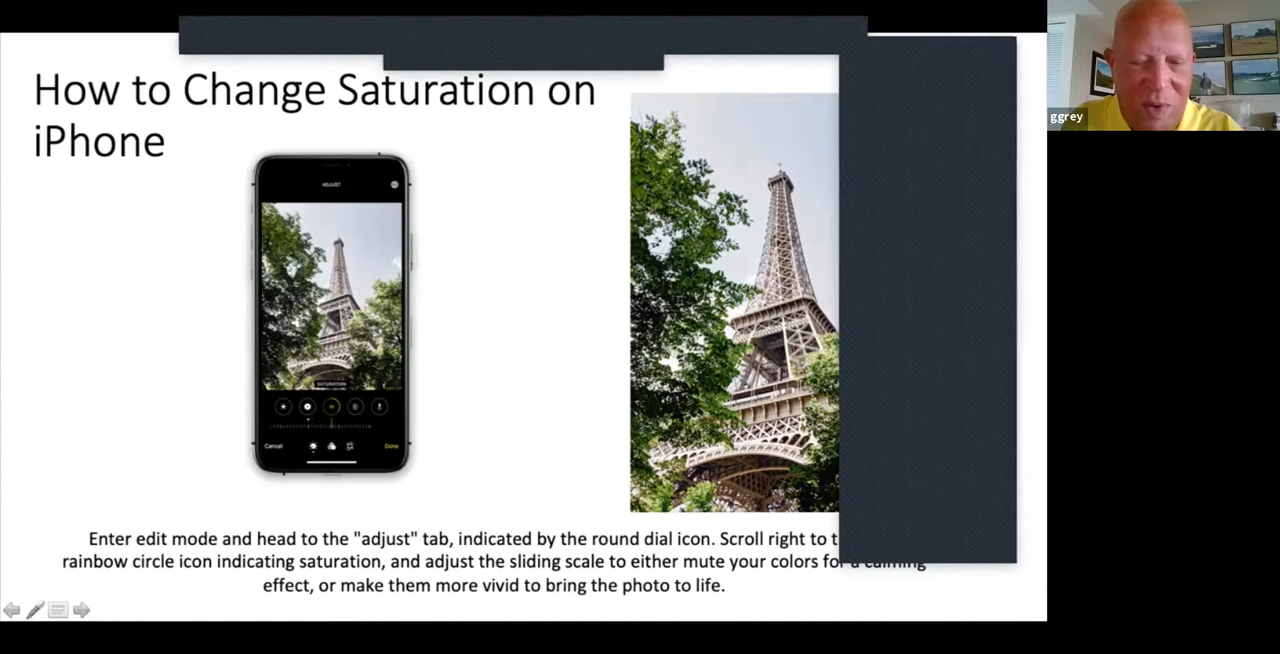 How to Change Saturation on
iPhone
ADJUST
SATURATION
Cancel
Done
Enter edit mode and head to the "adjust" tab, indicated by the round dial icon. Scroll right to
rainbow circle icon indicating saturation, and adjust the sliding scale to either mute your colors for a calming
effect, or make them more vivid to bring the photo to life.
ggrey